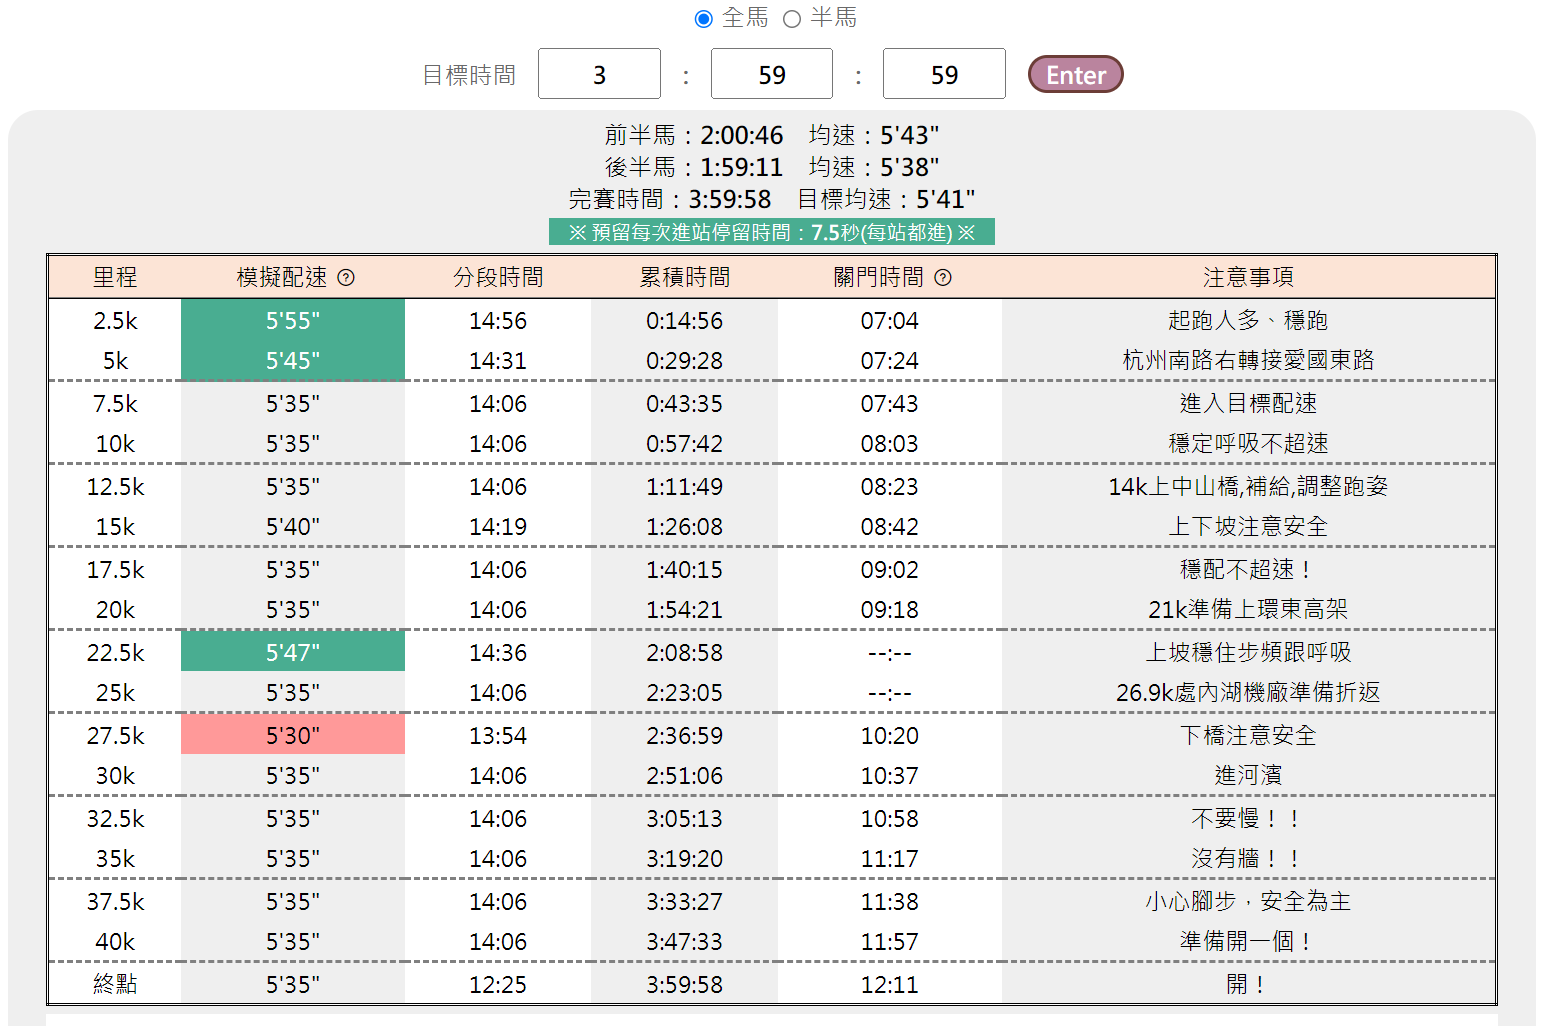 全馬 半馬
目標時間 3 : 59 : 59 Enter
前半馬：2:00:46 均速：5'43"
後半馬：1:59:11 均速：5'38"
完賽時間：3:59:58 目標均速：5'41"
※ 預留每次進站停留時間：7.5秒(每站都進) ※
里程 模擬配速 ? 分段時間 累積時間 關門時間 ? 注意事項
2.5k 5'55" 14:56 0:14:56 07:04 起跑人多、穩跑
5k 5'45" 14:31 0:29:28 07:24 杭州南路右轉接愛國東路
7.5k 5'35" 14:06 0:43:35 07:43 進入目標配速
10k 5'35" 14:06 0:57:42 08:03 穩定呼吸不超速
12.5k 5'35" 14:06 1:11:49 08:23 14k上中山橋,補給,調整跑姿
15k 5'40" 14:19 1:26:08 08:42 上下坡注意安全
17.5k 5'35" 14:06 1:40:15 09:02 穩配不超速！
20k 5'35" 14:06 1:54:21 09:18 21k準備上環東高架
22.5k 5'47" 14:36 2:08:58 --:-- 上坡穩住步頻跟呼吸
25k 5'35" 14:06 2:23:05 --:-- 26.9k處內湖機廠準備折返
27.5k 5'30" 13:54 2:36:59 10:20 下橋注意安全
30k 5'35" 14:06 2:51:06 10:37 進河濱
32.5k 5'35" 14:06 3:05:13 10:58 不要慢！！
35k 5'35" 14:06 3:19:20 11:17 沒有牆！！
37.5k 5'35" 14:06 3:33:27 11:38 小心腳步，安全為主
40k 5'35" 14:06 3:47:33 11:57 準備開一個！
終點 5'35" 12:25 3:59:58 12:11 開！